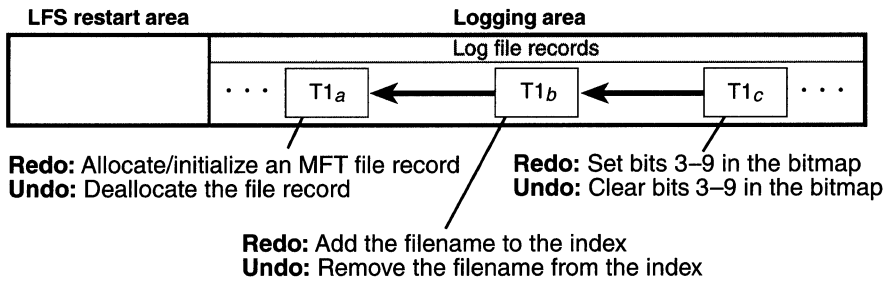 LFS restart area
Logging area
Log file records
· · · T1a T1b T1c · · ·
Redo: Allocate/initialize an MFT file record
Undo: Deallocate the file record
Redo: Set bits 3–9 in the bitmap
Undo: Clear bits 3–9 in the bitmap
Redo: Add the filename to the index
Undo: Remove the filename from the index